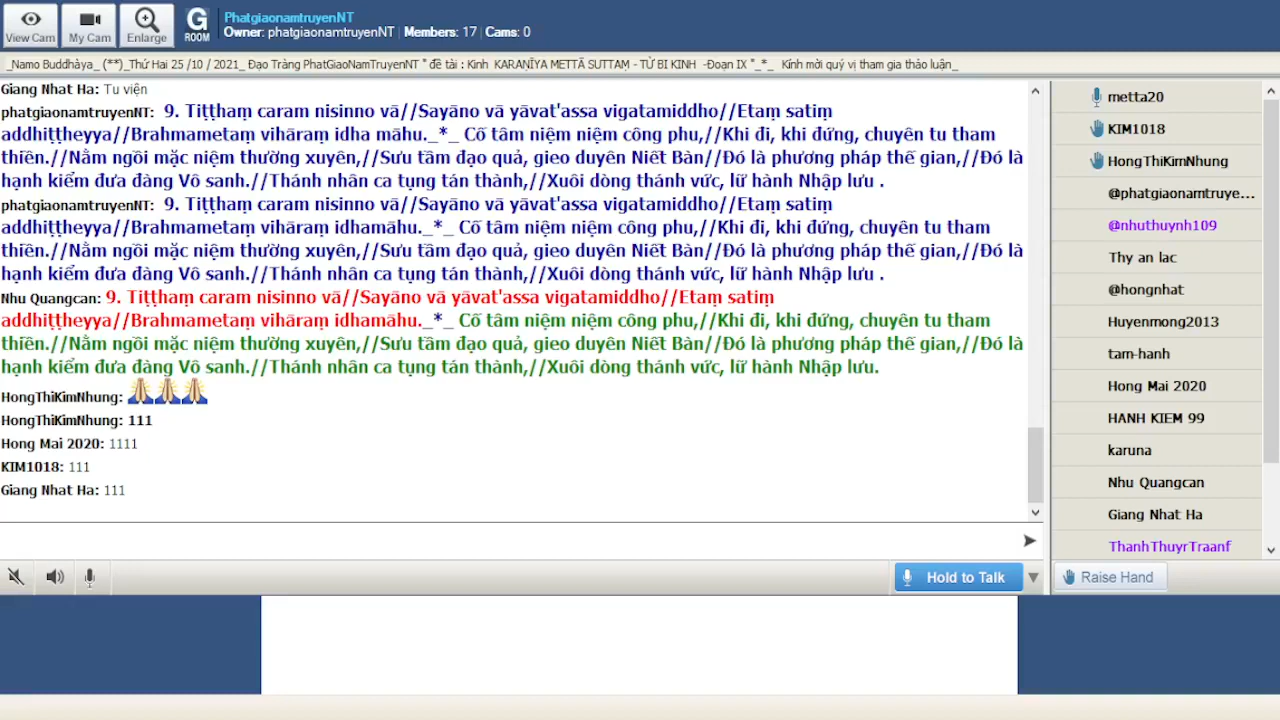 View Cam
My Cam
Enlarge
G
ROOM
PhatgiaonamtruyenNT
Owner: phatgiaonamtruyenNT | Members: 17 | Cams: 0
_Namo Buddhàya_ (**)_Thứ Hai 25 /10 / 2021_ Đạo Tràng PhatGiaoNamTruyenNT * đề tài : Kinh KARAṆĪYA METTĀ SUTTAṂ - TỪ BI KINH -Đoạn IX *_*_ Kính mời quý vị tham gia thảo luận_
Giang Nhat Ha: Tu viện
phatgiaonamtruyenNT: 9. Tiṭṭhaṃ caram nisinno vā//Sayāno vā yāvat'assa vigatamiddho//Etaṃ satiṃ
addhiṭṭheyya//Brahmametaṃ vihāraṃ idha māhu._*_ Cố tâm niệm niệm công phu,//Khi đi, khi đứng, chuyên tu tham
thiền.//Nằm ngồi mặc niệm thường xuyên,//Sưu tầm đạo quả, gieo duyên Niết Bàn//Đó là phương pháp thế gian,//Đó là
hạnh kiểm đưa đàng Vô sanh.//Thánh nhân ca tụng tán thành,//Xuôi dòng thánh vức, lữ hành Nhập lưu .
phatgiaonamtruyenNT: 9. Tiṭṭhaṃ caram nisinno vā//Sayāno vā yāvat'assa vigatamiddho//Etaṃ satiṃ
addhiṭṭheyya//Brahmametaṃ vihāraṃ idhamāhu._*_ Cố tâm niệm niệm công phu,//Khi đi, khi đứng, chuyên tu tham
thiền.//Nằm ngồi mặc niệm thường xuyên,//Sưu tầm đạo quả, gieo duyên Niết Bàn//Đó là phương pháp thế gian,//Đó là
hạnh kiểm đưa đàng Vô sanh.//Thánh nhân ca tụng tán thành,//Xuôi dòng thánh vức, lữ hành Nhập lưu .
Nhu Quangcan: 9. Tiṭṭhaṃ caram nisinno vā//Sayāno vā yāvat'assa vigatamiddho//Etaṃ satiṃ
addhiṭṭheyya//Brahmametaṃ vihāraṃ idhamāhu._*_ Cố tâm niệm niệm công phu,//Khi đi, khi đứng, chuyên tu tham
thiền.//Nằm ngồi mặc niệm thường xuyên,//Sưu tầm đạo quả, gieo duyên Niết Bàn//Đó là phương pháp thế gian,//Đó là
hạnh kiểm đưa đàng Vô sanh.//Thánh nhân ca tụng tán thành,//Xuôi dòng thánh vức, lữ hành Nhập lưu.
HongThiKimNhung: 🙏🙏🙏
HongThiKimNhung: 111
Hong Mai 2020: 1111
KIM1018: 111
Giang Nhat Ha: 111
Hold to Talk
metta20
KIM1018
HongThiKimNhung
@phatgiaonamtruye...
@nhuthuynh109
Thy an lac
@hongnhat
Huyenmong2013
tam-hanh
Hong Mai 2020
HANH KIEM 99
karuna
Nhu Quangcan
Giang Nhat Ha
ThanhThuyrTraanf
Raise Hand